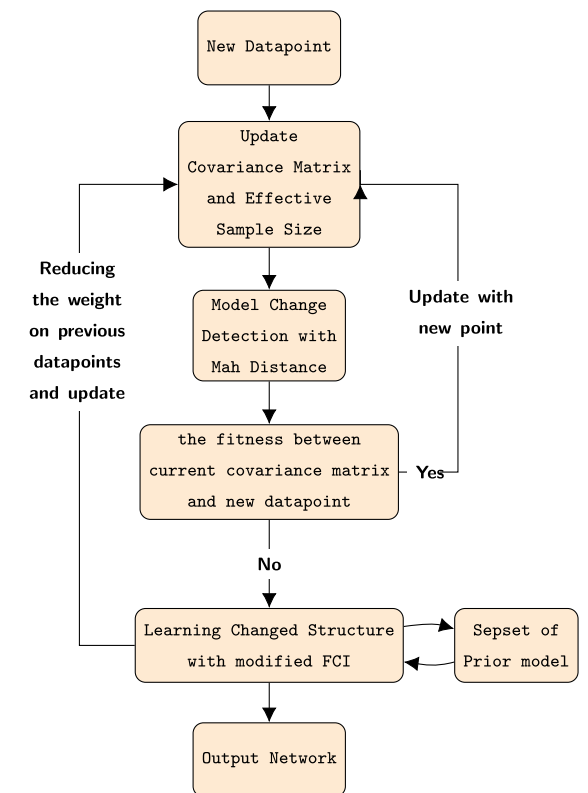 New Datapoint
Update
Covariance Matrix
and Effective
Sample Size
Reducing
the weight
on previous
datapoints
and update
Model Change
Detection with
Mah Distance
Update with
new point
the fitness between
current covariance matrix
and new datapoint
Yes
No
Learning Changed Structure
with modified FCI
Sepset of
Prior model
Output Network